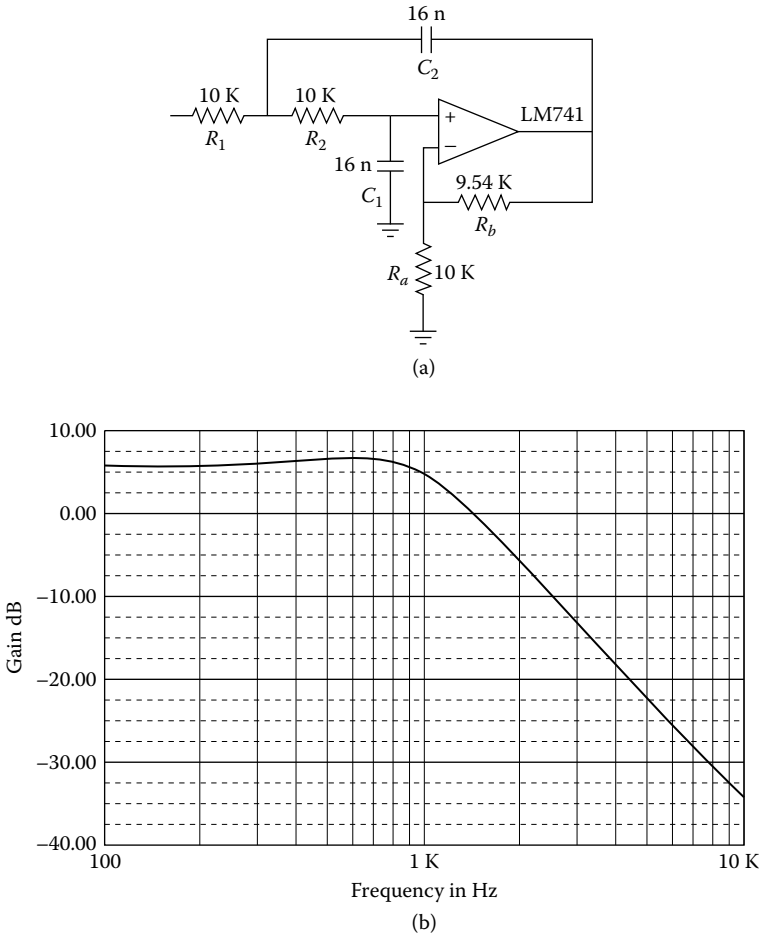 16 n
C2
10 K
10 K
LM741
R1
R2
+
−
16 n
C1
9.54 K
Rb
Ra
10 K
(a)
10.00
0.00
−10.00
−20.00
−30.00
−40.00
Gain dB
100
1 K
10 K
Frequency in Hz
(b)